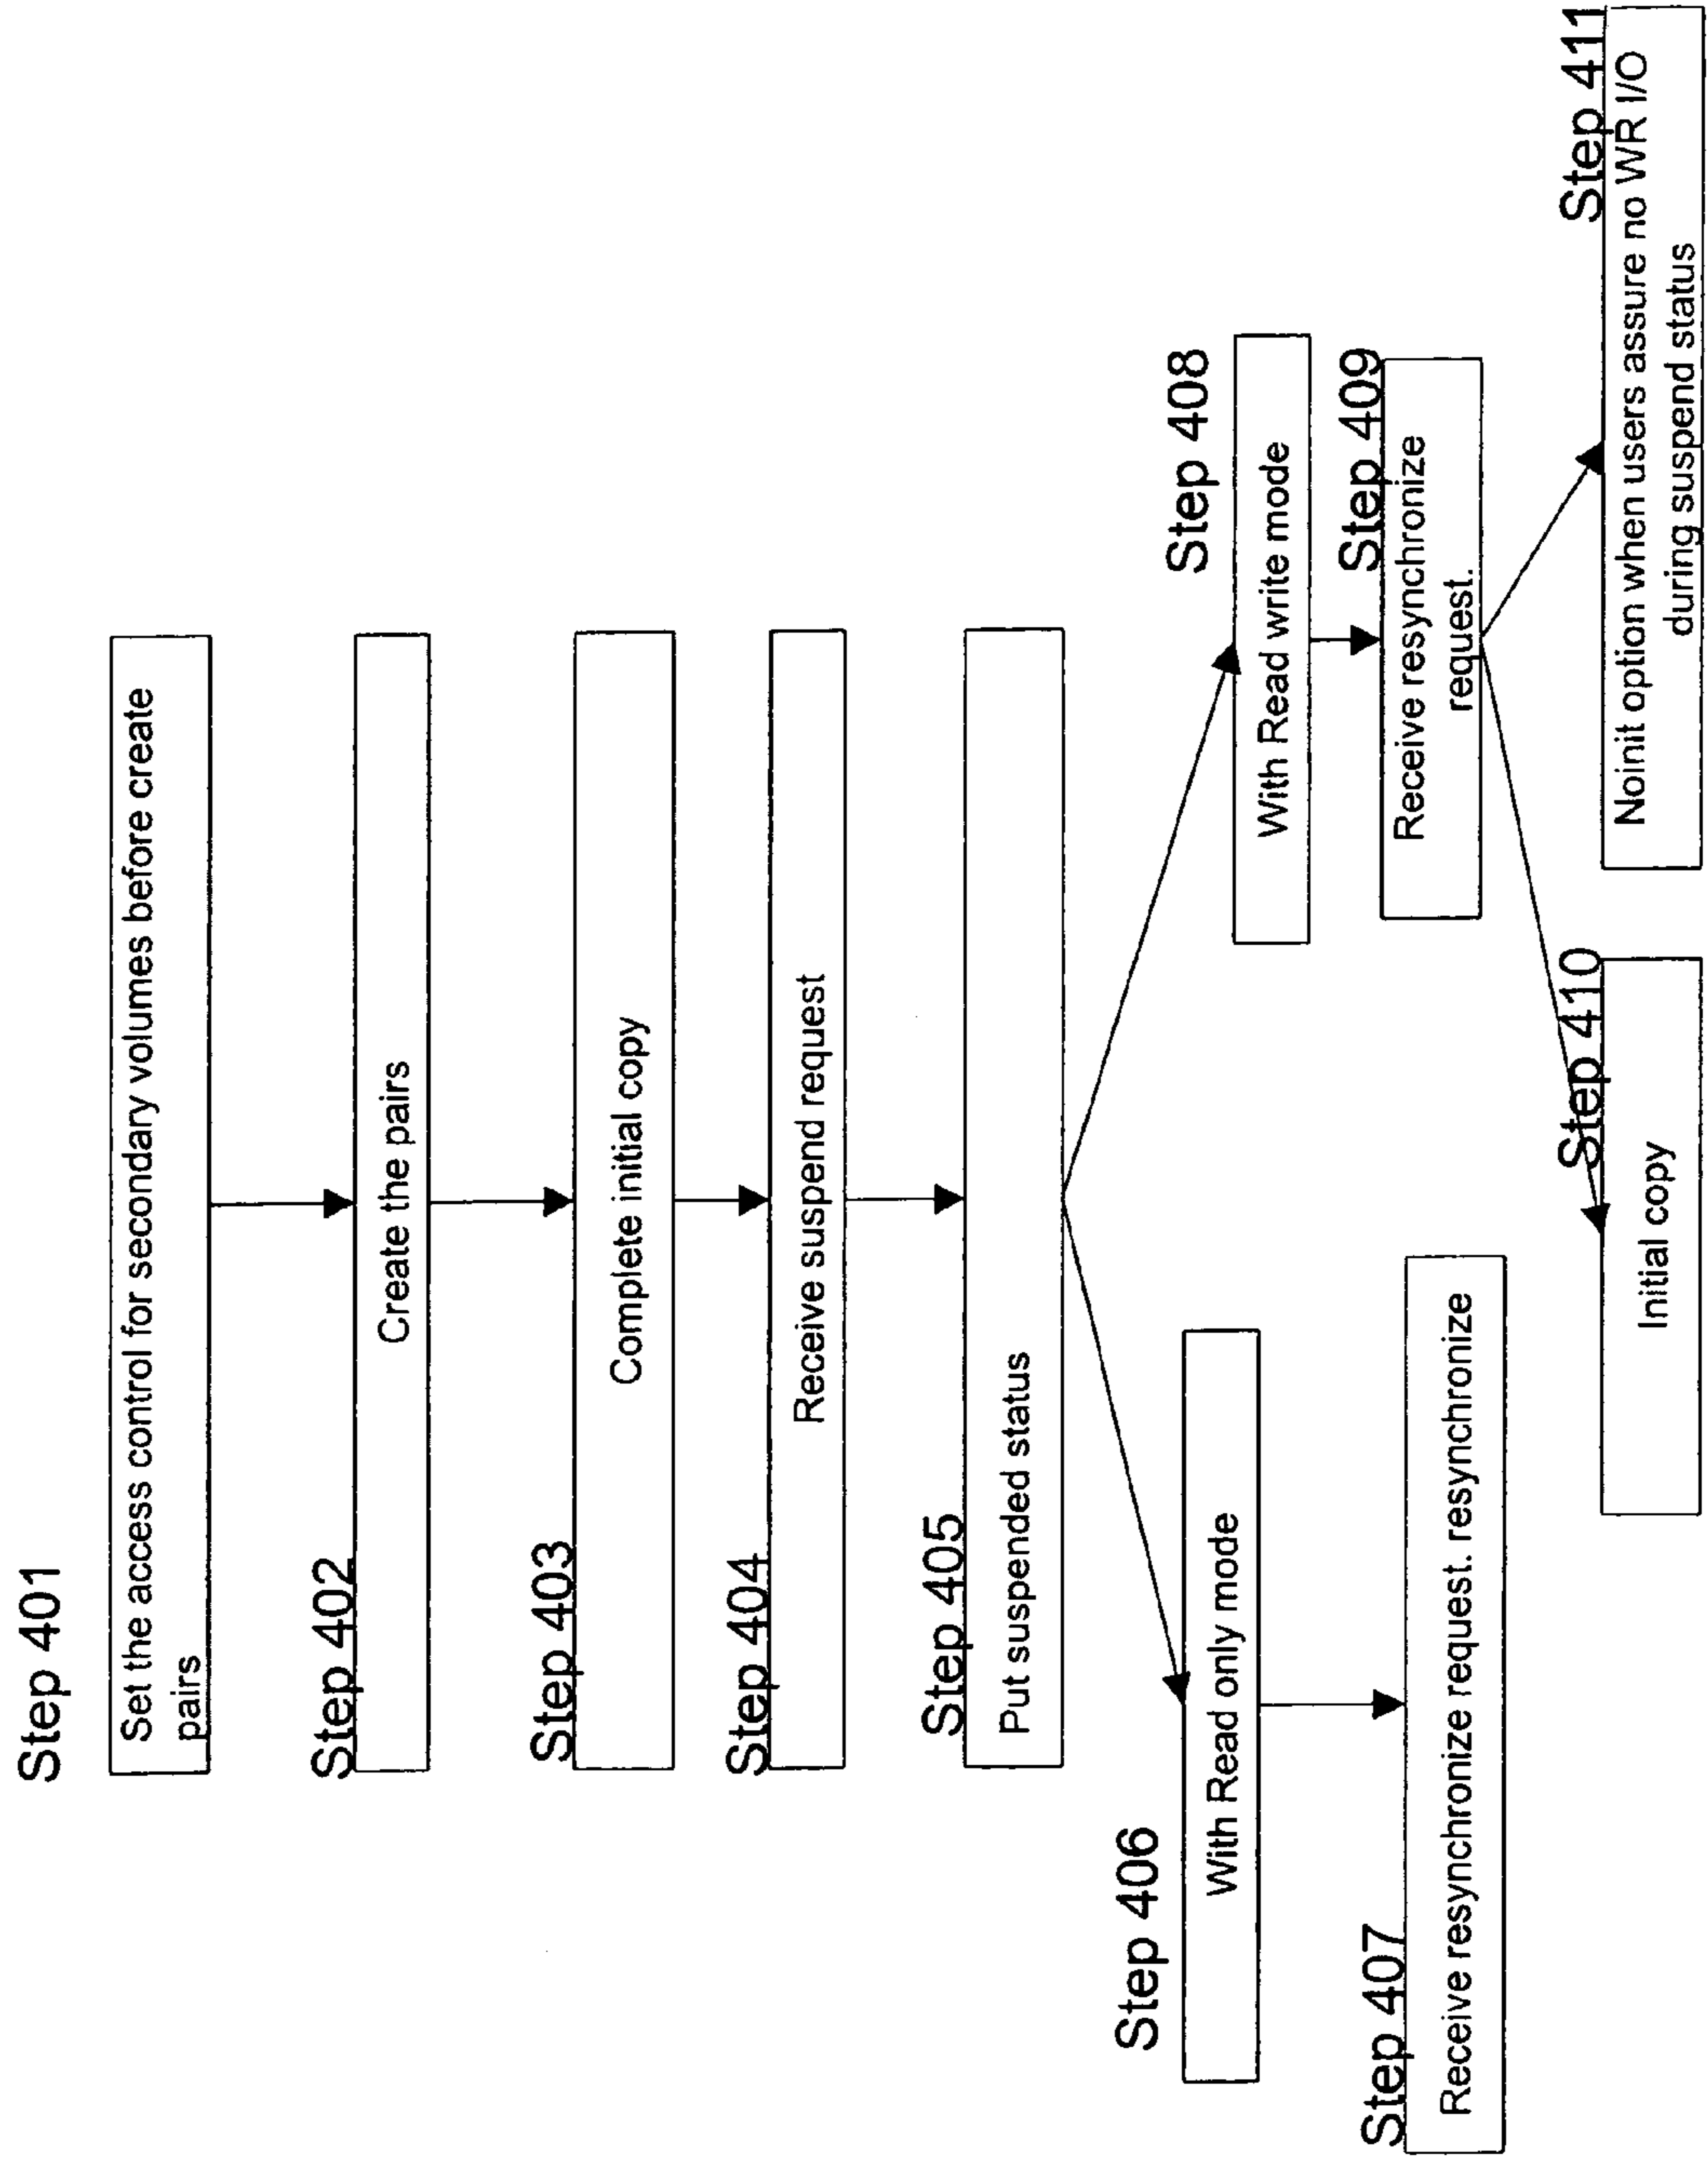 Step 401
Set the access control for secondary volumes before create
pairs
Step 402
Create the pairs
Step 403
Complete initial copy
Step 404
Receive suspend request
Step 405
Put suspended status
Step 406
With Read only mode
Step 407
Receive resynchronize request. resynchronize
Step 408
With Read write mode
Step 409
Receive resynchronize
request.
Step 410
Initial copy
Step 411
Noinit option when users assure no WR I/O
during suspend status